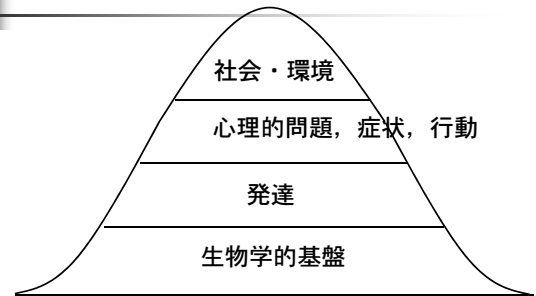 社会・環境
心理的問題，症状，行動
発達
生物学的基盤